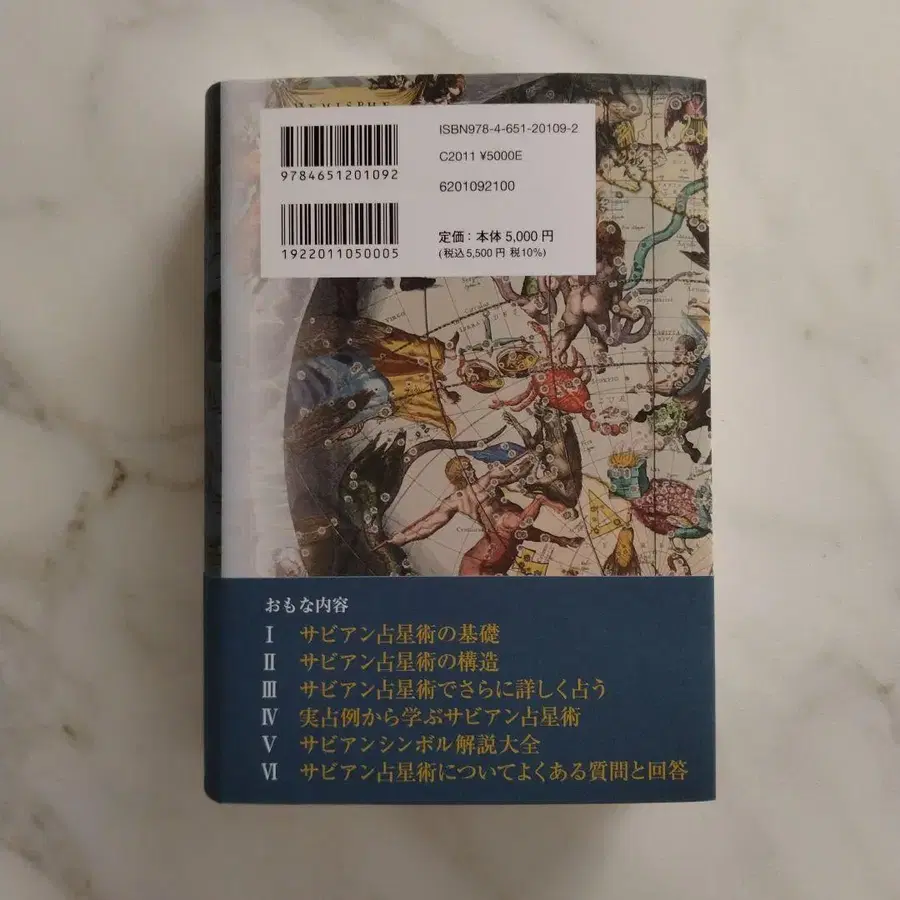 ISBN978-4-651-20109-2
9784651201092
C2011 ¥5000E
6201092100
1922011050005
定価：本体 5,000 円
(税込 5,500 円 税10%)
VIRGO
SCORPIO
おもな内容
Ⅰ サビアン占星術の基礎
Ⅱ サビアン占星術の構造
Ⅲ サビアン占星術でさらに詳しく占う
Ⅳ 実占例から学ぶサビアン占星術
Ⅴ サビアンシンボル解説大全
Ⅵ サビアン占星術についてよくある質問と回答